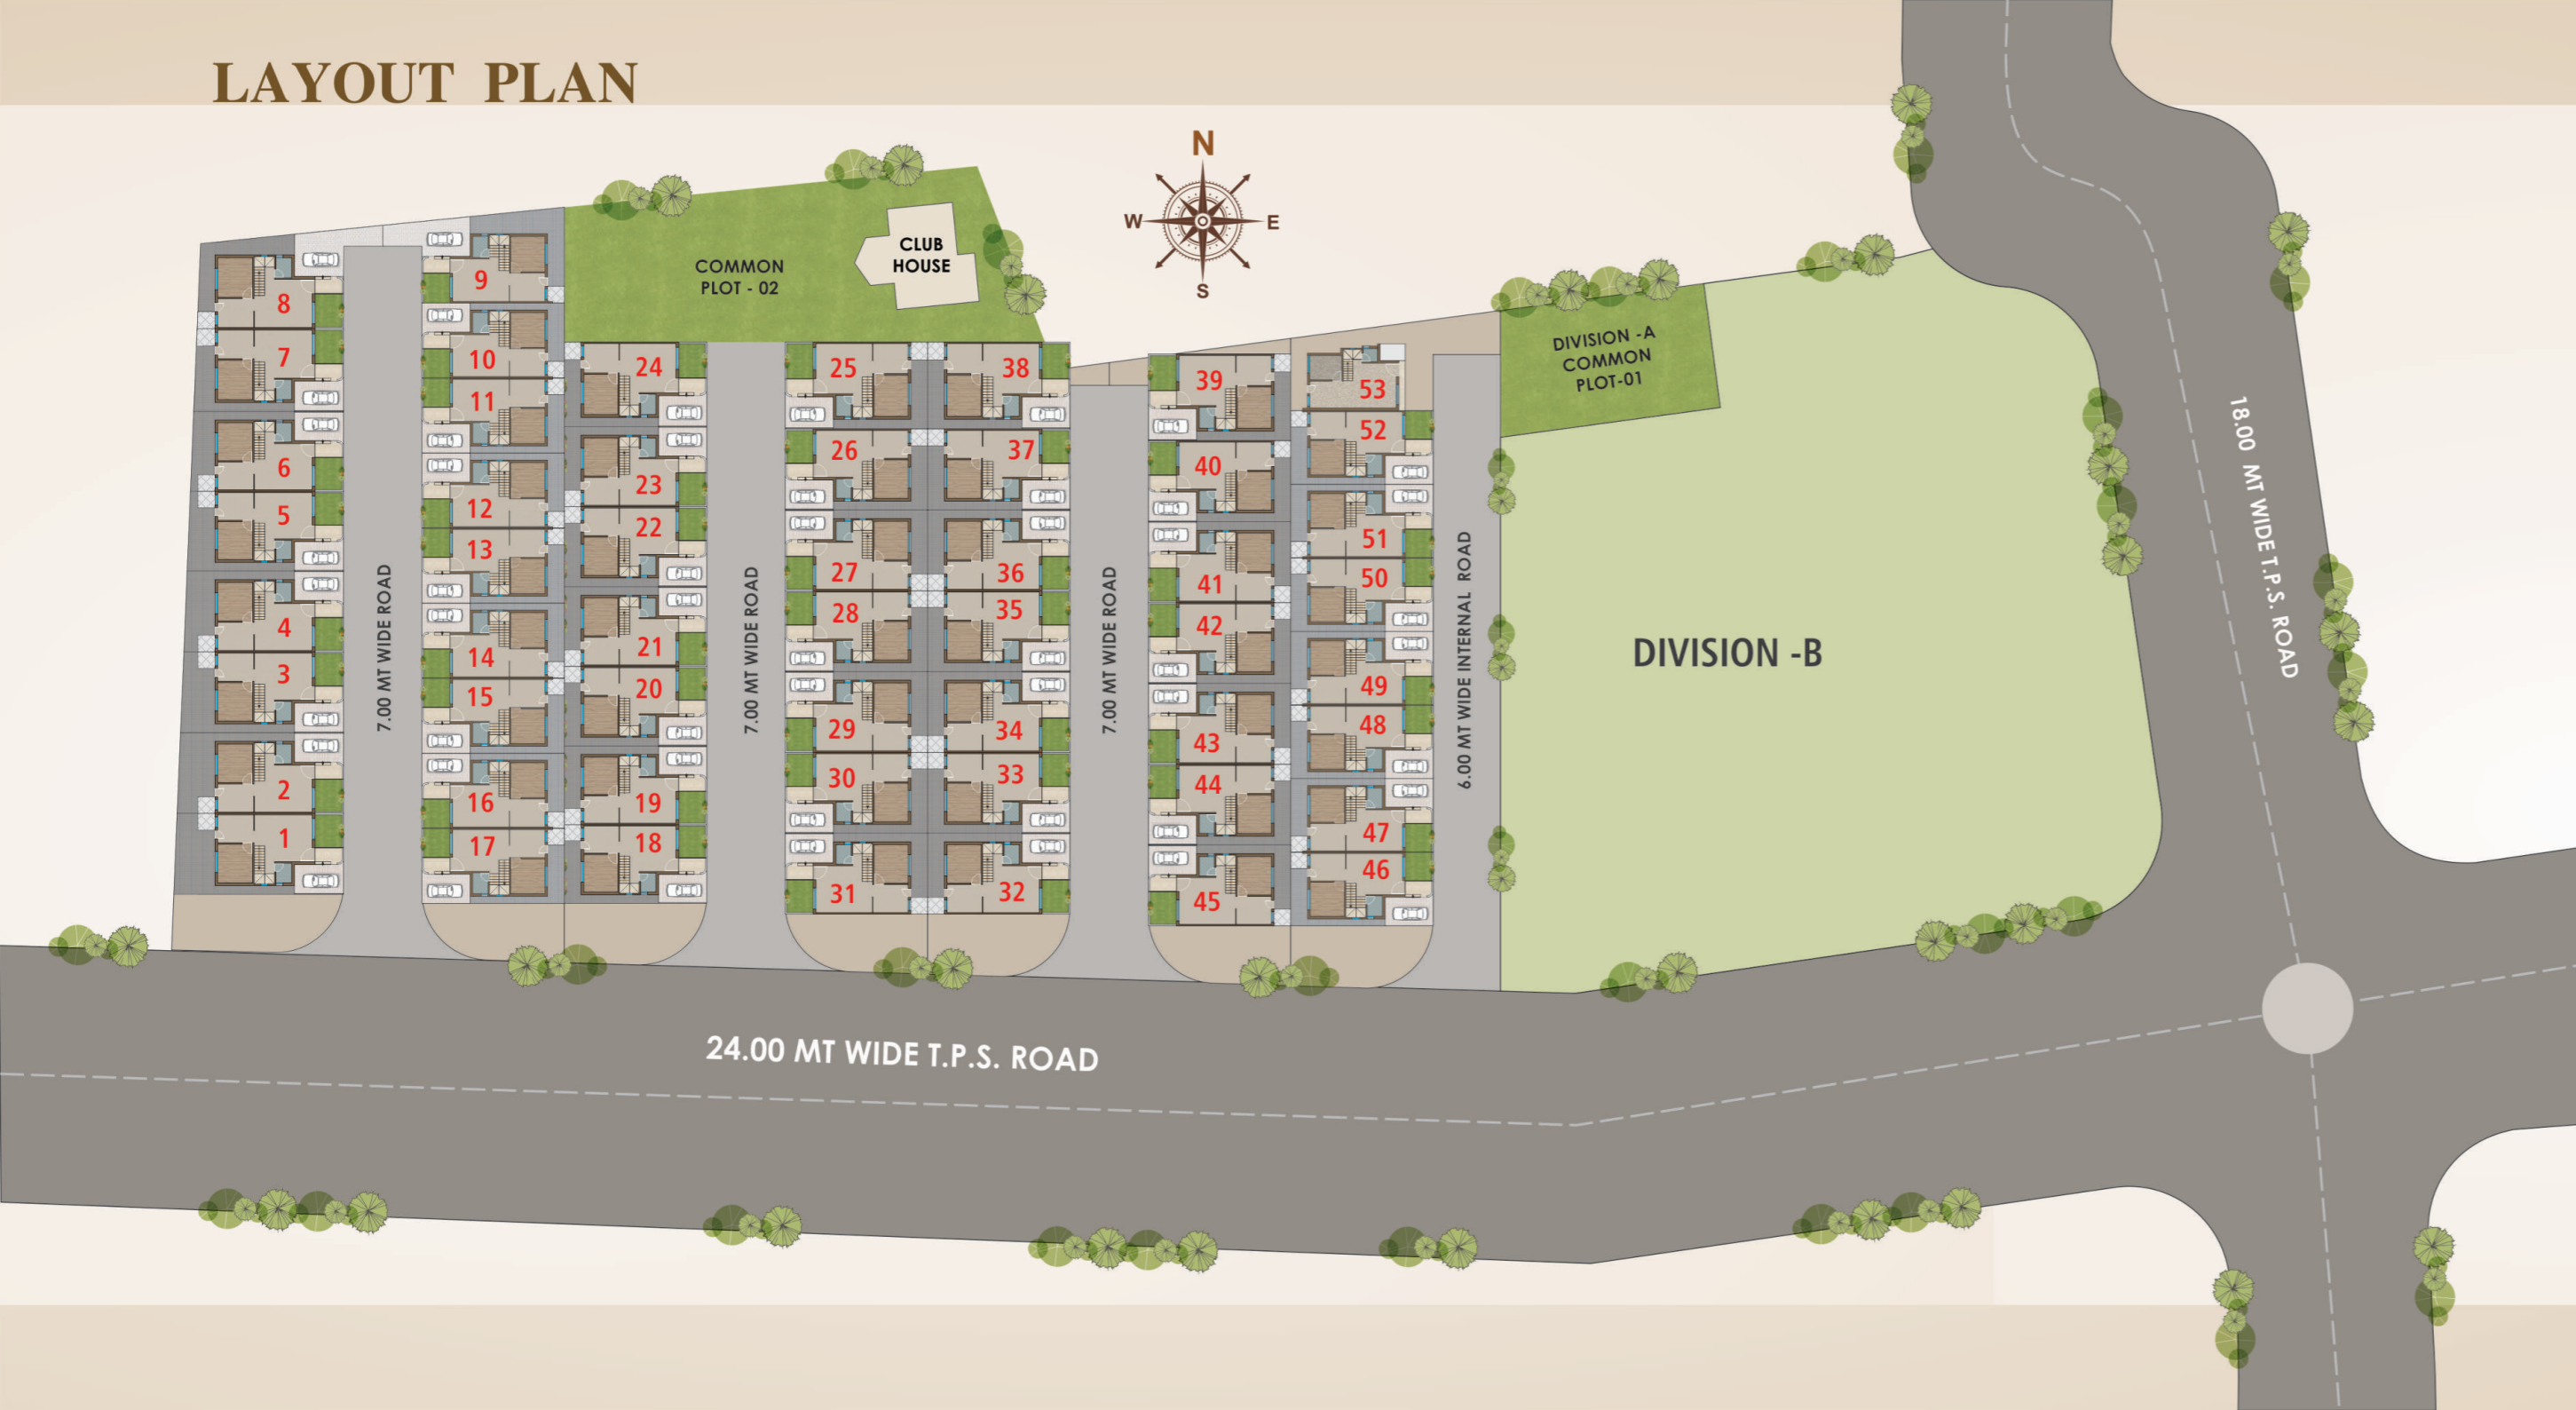 LAYOUT PLAN
N
W
E
S
COMMON
PLOT - 02
CLUB
HOUSE
DIVISION -A
COMMON
PLOT-01
8
7
6
5
4
3
2
1
7.00 MT WIDE ROAD
9
10
11
12
13
14
15
16
17
24
23
22
21
20
19
18
7.00 MT WIDE ROAD
25
26
27
28
29
30
31
38
37
36
35
34
33
32
7.00 MT WIDE ROAD
39
40
41
42
43
44
45
53
52
51
50
49
48
47
46
6.00 MT WIDE INTERNAL ROAD
DIVISION -B
18.00 MT WIDE T.P.S. ROAD
24.00 MT WIDE T.P.S. ROAD